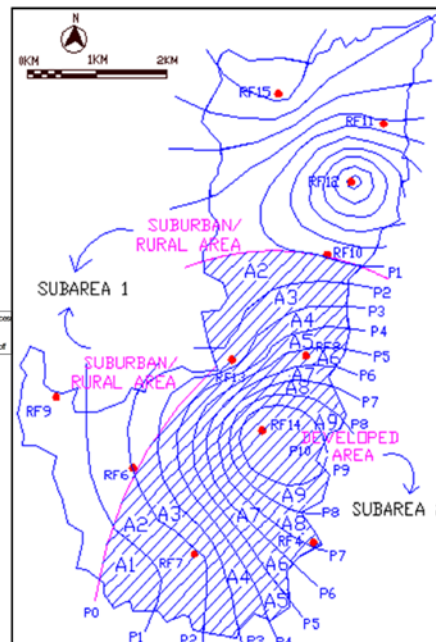 N
0KM 1KM 2KM
RF15
RF11
RF12
SUBURBAN/
RURAL AREA
RF10
A2
P1
SUBAREA 1
A3
P2
P3
A4
P4
A5
RF8
P5
A6
SUBURBAN/
RURAL AREA
RF13
P6
A8
P7
RF9
A9
P8
RF14
DEVELOPED
AREA
P10
P9
RF6
A9
SUBAREA
A2
A3
A7
P8
A8
RF4
P7
A1
RF7
A6
A4
P6
P0
A5
P5
P1
P2
P3
P4